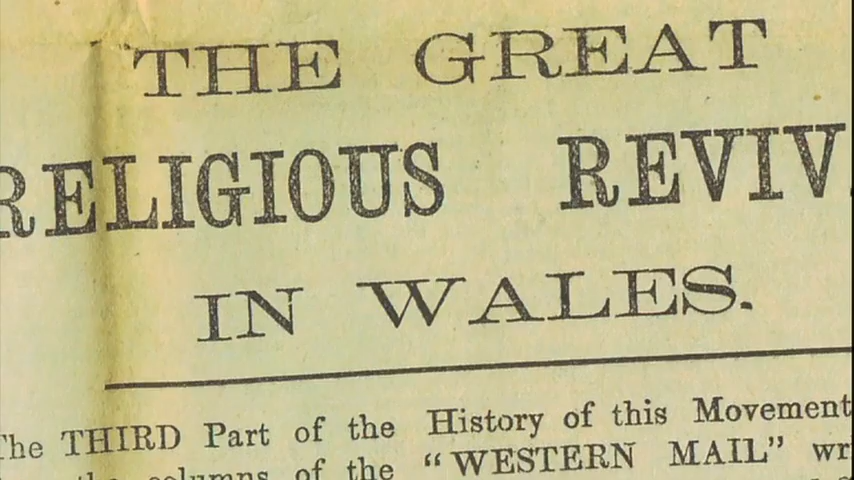 THE GREAT
RELIGIOUS REVIV
IN WALES.
The THIRD Part of the History of this Movement
the columns of the "WESTERN MAIL" wr